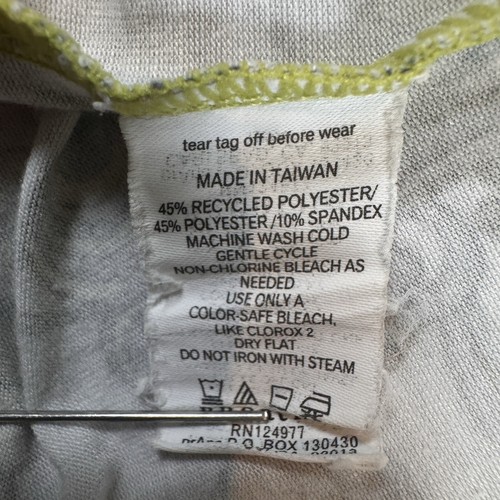 tear tag off before wear
MADE IN TAIWAN
45% RECYCLED POLYESTER/
45% POLYESTER /10% SPANDEX
MACHINE WASH COLD
GENTLE CYCLE
NON-CHLORINE BLEACH AS
NEEDED
USE ONLY A
COLOR-SAFE BLEACH,
LIKE CLOROX 2
DRY FLAT
DO NOT IRON WITH STEAM
RN124977
prAna P.O. BOX 130430